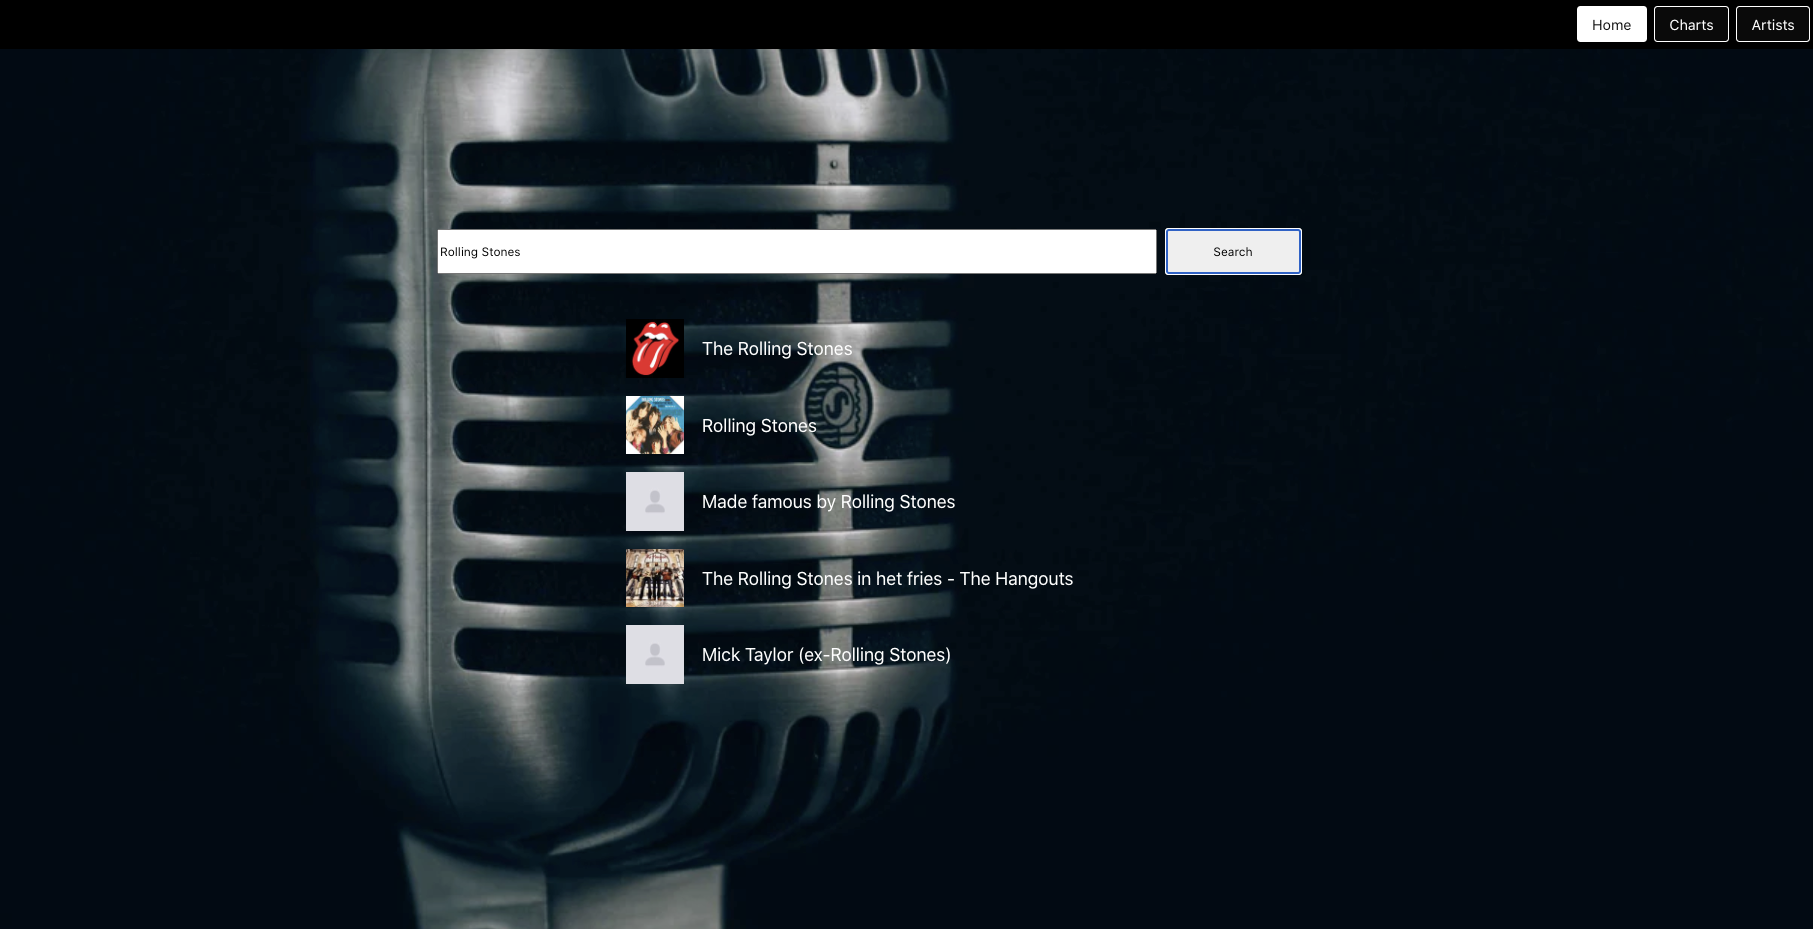 Home
Charts
Artists
Rolling Stones
Search
The Rolling Stones
Rolling Stones
Made famous by Rolling Stones
The Rolling Stones in het fries - The Hangouts
Mick Taylor (ex-Rolling Stones)